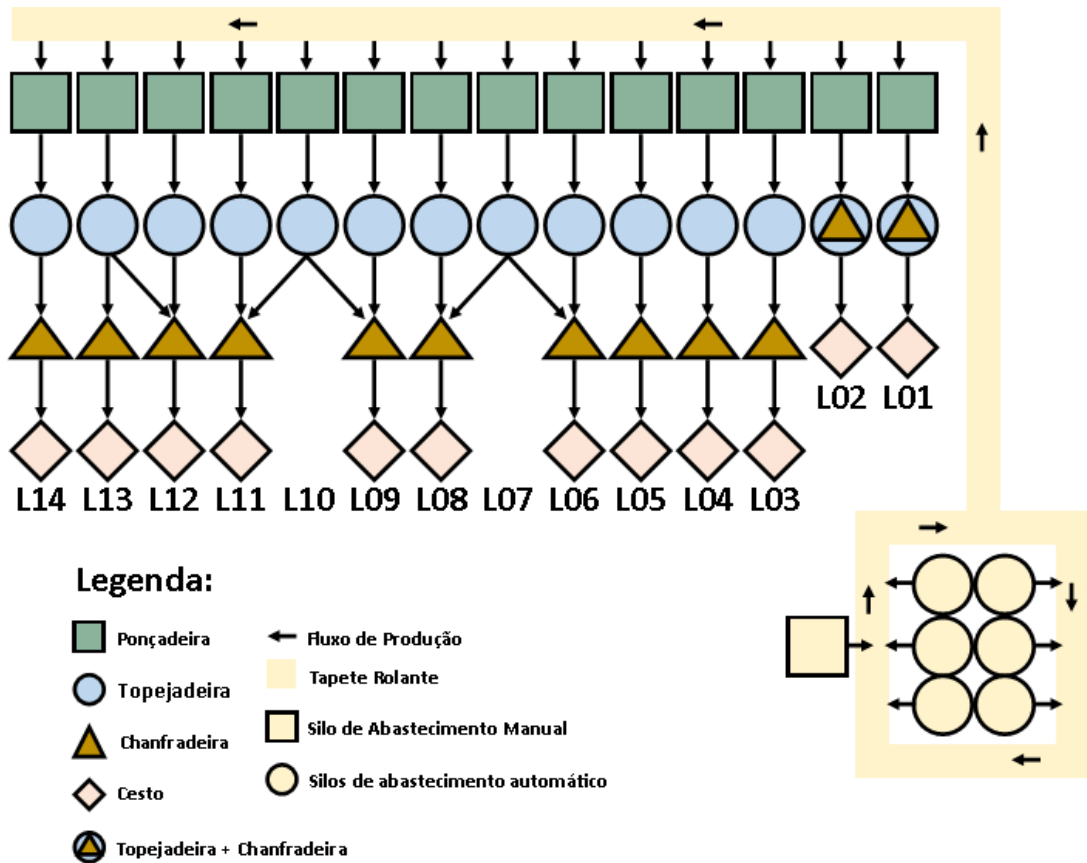 L02 L01
L14 L13 L12 L11 L10 L09 L08 L07 L06 L05 L04 L03
Legenda:
Ponçadeira
Topejadeira
Chanfradeira
Cesto
Topejadeira + Chanfradeira
Fluxo de Produção
Tapete Rolante
Silo de Abastecimento Manual
Silos de abastecimento automático